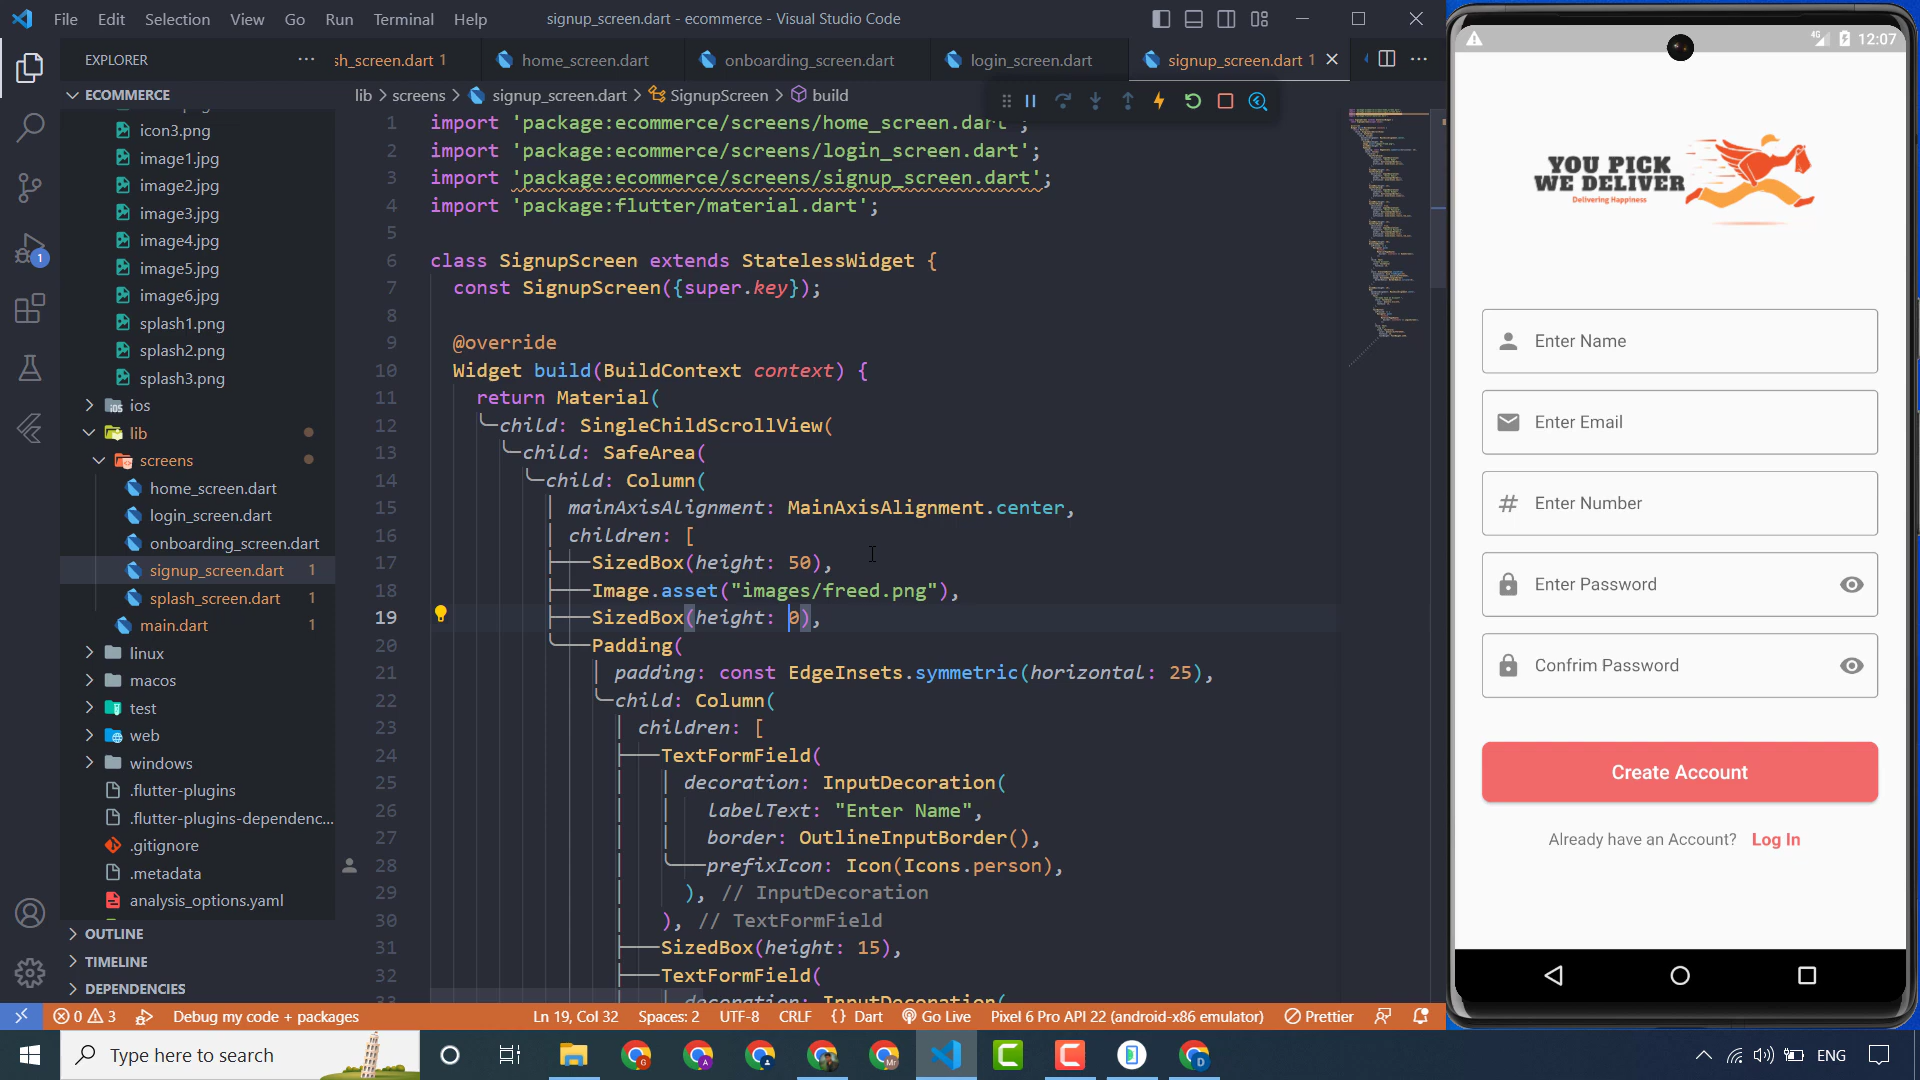 File Edit Selection View Go Run Terminal Help
signup_screen.dart - ecommerce - Visual Studio Code
EXPLORER
sh_screen.dart 1
home_screen.dart
onboarding_screen.dart
login_screen.dart
signup_screen.dart 1
lib > screens > signup_screen.dart > SignupScreen > build
ECOMMERCE
icon3.png
image1.jpg
image2.jpg
image3.jpg
image4.jpg
image5.jpg
image6.jpg
splash1.png
splash2.png
splash3.png
ios
lib
screens
home_screen.dart
login_screen.dart
onboarding_screen.dart
signup_screen.dart 1
splash_screen.dart 1
main.dart 1
linux
macos
test
web
windows
.flutter-plugins
.flutter-plugins-dependenc...
.gitignore
.metadata
analysis_options.yaml
OUTLINE
TIMELINE
DEPENDENCIES
1
1 import 'package:ecommerce/screens/home_screen.dart';
2 import 'package:ecommerce/screens/login_screen.dart';
3 import 'package:ecommerce/screens/signup_screen.dart';
4 import 'package:flutter/material.dart';
5
6 class SignupScreen extends StatelessWidget {
7 const SignupScreen({super.key});
8
9 @override
10 Widget build(BuildContext context) {
11 return Material(
12 child: SingleChildScrollView(
13 child: SafeArea(
14 child: Column(
15 mainAxisAlignment: MainAxisAlignment.center,
16 children: [
17 SizedBox(height: 50),
18 Image.asset("images/freed.png"),
19 SizedBox(height: 0),
20 Padding(
21 padding: const EdgeInsets.symmetric(horizontal: 25),
22 child: Column(
23 children: [
24 TextFormField(
25 decoration: InputDecoration(
26 labelText: "Enter Name",
27 border: OutlineInputBorder(),
28 prefixIcon: Icon(Icons.person),
29 ), // InputDecoration
30 ), // TextFormField
31 SizedBox(height: 15),
32 TextFormField(
33 decoration: InputDecoration(
4G 12:07
YOU PICK
WE DELIVER
Delivering Happiness
Enter Name
Enter Email
# Enter Number
Enter Password
Confrim Password
Create Account
Already have an Account? Log In
0 3 Debug my code + packages Ln 19, Col 32 Spaces: 2 UTF-8 CRLF {} Dart Go Live Pixel 6 Pro API 22 (android-x86 emulator) Prettier
Type here to search
ENG